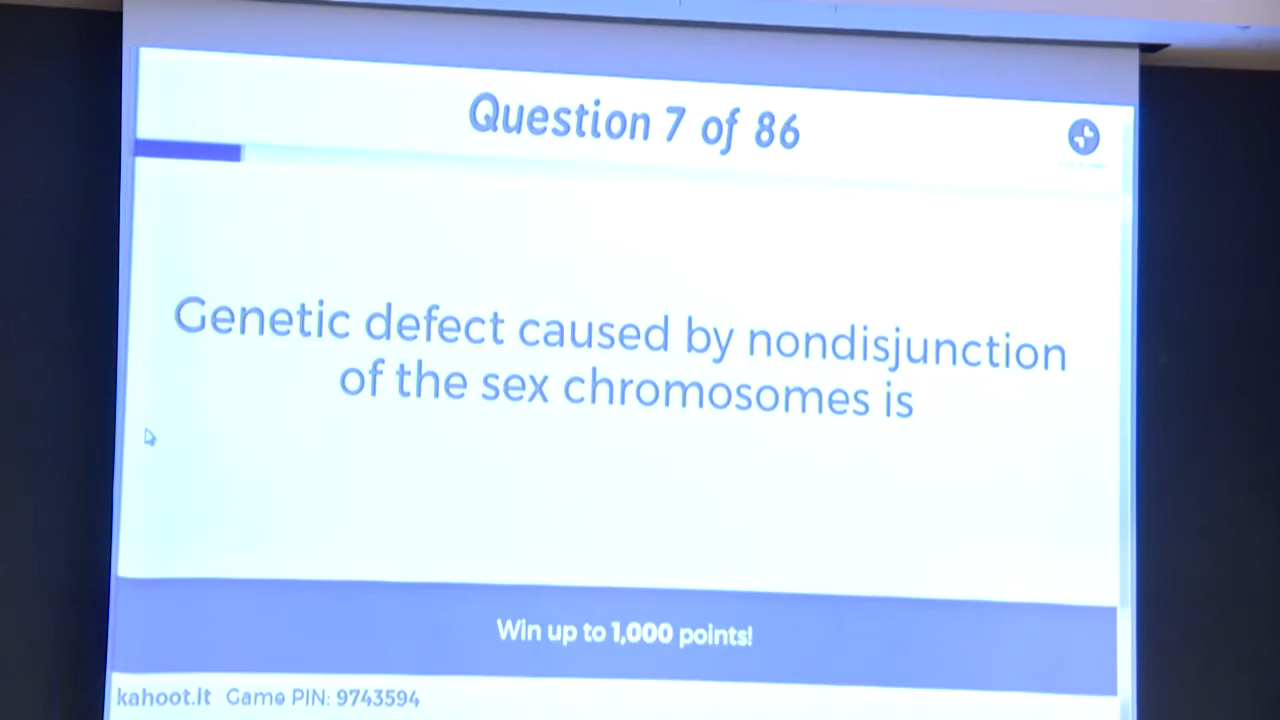 Question 7 of 86
Genetic defect caused by nondisjunction
of the sex chromosomes is
Win up to 1,000 points!
kahoot.it Game PIN: 9743594